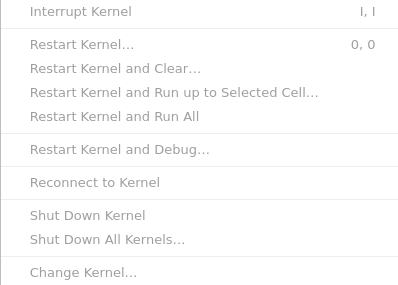 Interrupt Kernel I, I
Restart Kernel… 0, 0
Restart Kernel and Clear…
Restart Kernel and Run up to Selected Cell…
Restart Kernel and Run All
Restart Kernel and Debug…
Reconnect to Kernel
Shut Down Kernel
Shut Down All Kernels…
Change Kernel…